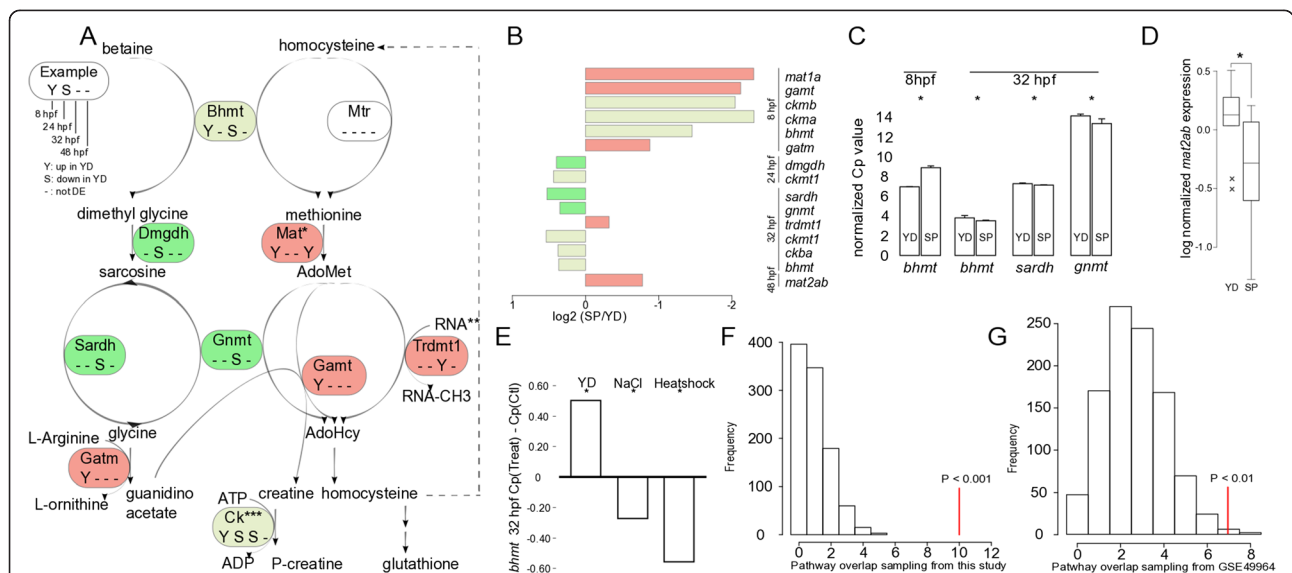 A
betaine
homocysteine
Example
Y S - -
8 hpf
24 hpf
32 hpf
48 hpf
Y: up in YD
S: down in YD
- : not DE
Bhmt
Y - S -
Mtr
- - - -
dimethyl glycine
methionine
Dmgdh
- S - -
Mat*
Y - - Y
sarcosine
AdoMet
Sardh
- - S -
Gnmt
- - S -
RNA**
Trdmt1
- - Y -
RNA-CH3
Gamt
Y - - -
glycine
AdoHcy
L-Arginine
Gatm
Y - - -
L-ornithine
guanidino
acetate
creatine
homocysteine
ATP
Ck***
Y S S -
ADP
P-creatine
glutathione
B
mat1a
gamt
ckmb
ckma
bhmt
gatm
8 hpf
dmgdh
ckmt1
24 hpf
sardh
gnmt
trdmt1
ckmt1
ckba
bhmt
32 hpf
mat2ab
48 hpf
1 0 -1 -2
log2 (SP/YD)
C
8hpf
32 hpf
* * * *
normalized Cp value
14
12
10
8
6
4
2
0
YD SP YD SP YD SP YD SP
bhmt bhmt sardh gnmt
D
*
log normalized mat2ab expression
0.5
0.0
-0.5
-1.0
YD SP
E
bhmt 32 hpf Cp(Treat) - Cp(Ctl)
YD NaCl Heatshock
* * *
0.60
0.40
0.20
0
-0.20
-0.40
-0.60
F
Frequency
400
300
200
100
0
P < 0.001
0 2 4 6 8 10 12
Pathway overlap sampling from this study
G
Frequency
250
200
150
100
50
0
P < 0.01
0 2 4 6 8
Pathway overlap sampling from GSE49964